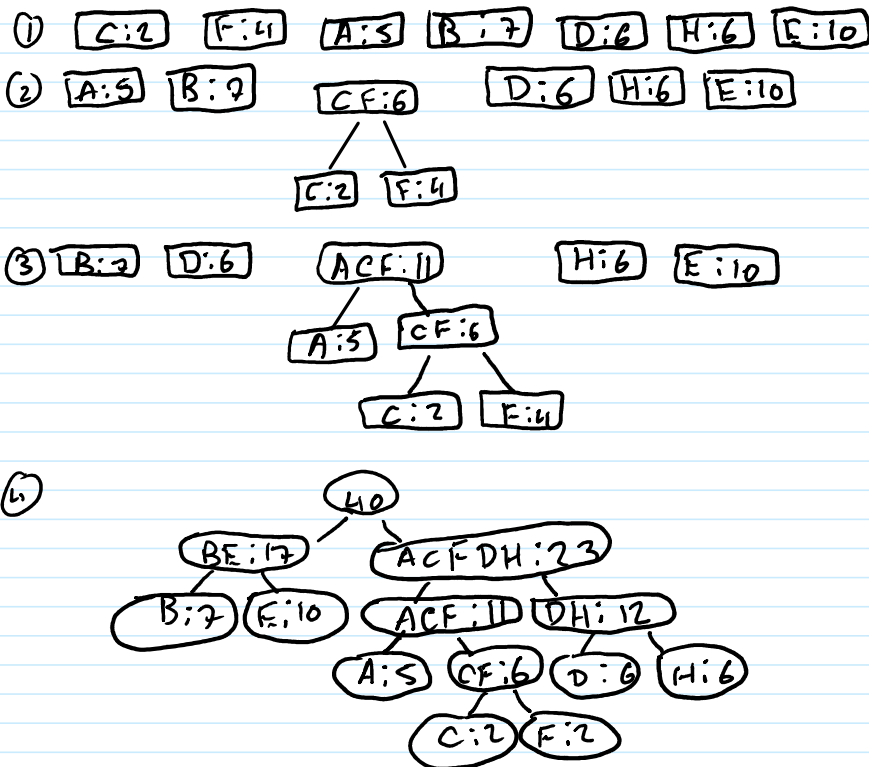 ① C:2 F:4 A:5 B:7 D:6 H:6 E:10
② A:5 B:7 CF:6 D:6 H:6 E:10
C:2 F:4
③ B:7 D:6 ACF:11 H:6 E:10
A:5 CF:6
C:2 F:4
④ 40
BE:17 ACFDH:23
B:7 E:10 ACF:11 DH:12
A:5 CF:6 D:6 H:6
C:2 F:2